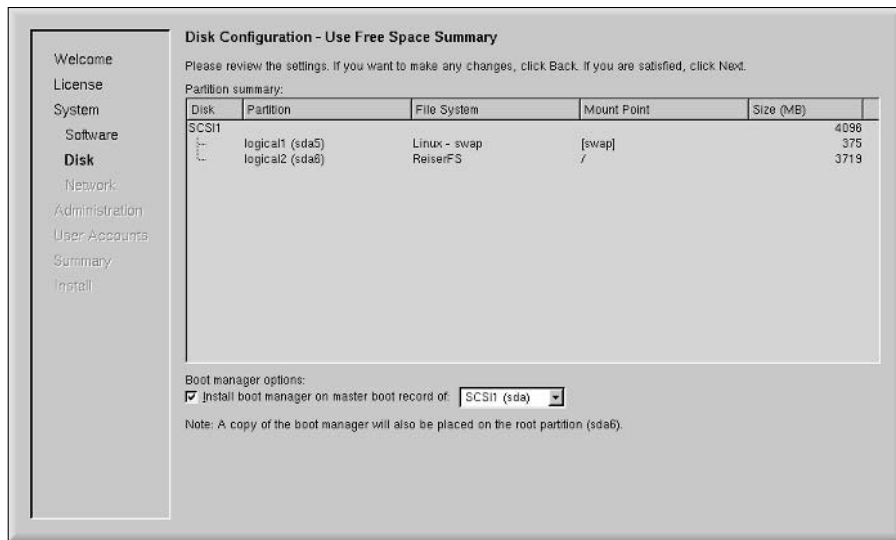 Welcome
License
System
Software
Disk
Network
Administration
User Accounts
Summary
Install
Disk Configuration - Use Free Space Summary
Please review the settings. If you want to make any changes, click Back. If you are satisfied, click Next.
Partition summary:
Disk Partition File System Mount Point Size (MB)
SCSI1 4096
logical1 (sda5) Linux - swap [swap] 375
logical2 (sda6) ReiserFS / 3719
Boot manager options:
Install boot manager on master boot record of: SCSI1 (sda)
Note: A copy of the boot manager will also be placed on the root partition (sda6).